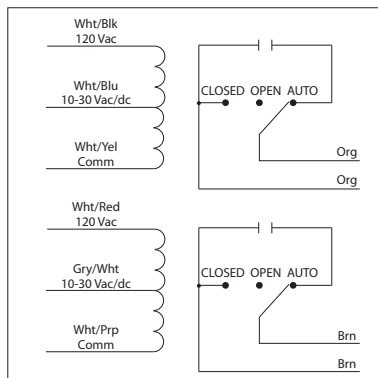 Wht/Blk
120 Vac
Wht/Blu
10-30 Vac/dc
Wht/Yel
Comm
CLOSED OPEN AUTO
Org
Org
Wht/Red
120 Vac
Gry/Wht
10-30 Vac/dc
Wht/Prp
Comm
CLOSED OPEN AUTO
Brn
Brn